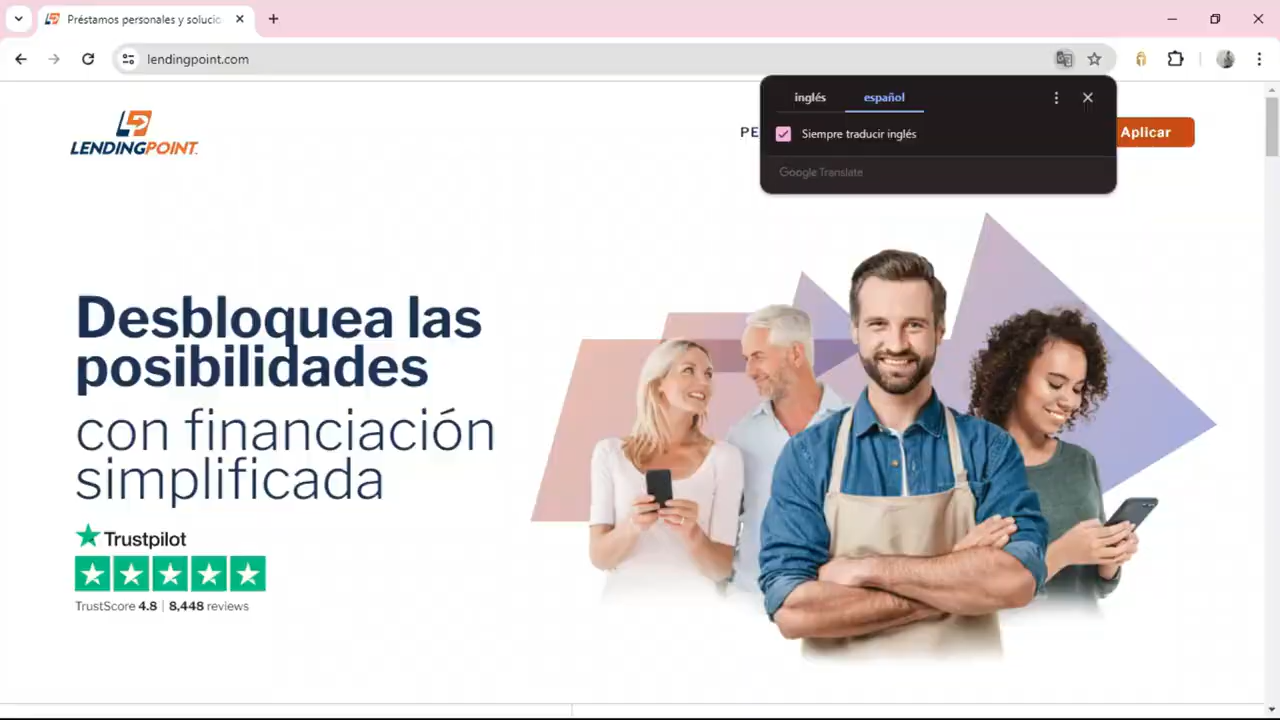 Préstamos personales y soluci
lendingpoint.com
inglés
español
Siempre traducir inglés
Google Translate
LENDINGPOINT.
PE
Aplicar
Desbloquea las
posibilidades
con financiación
simplificada
Trustpilot
TrustScore 4.8 | 8,448 reviews